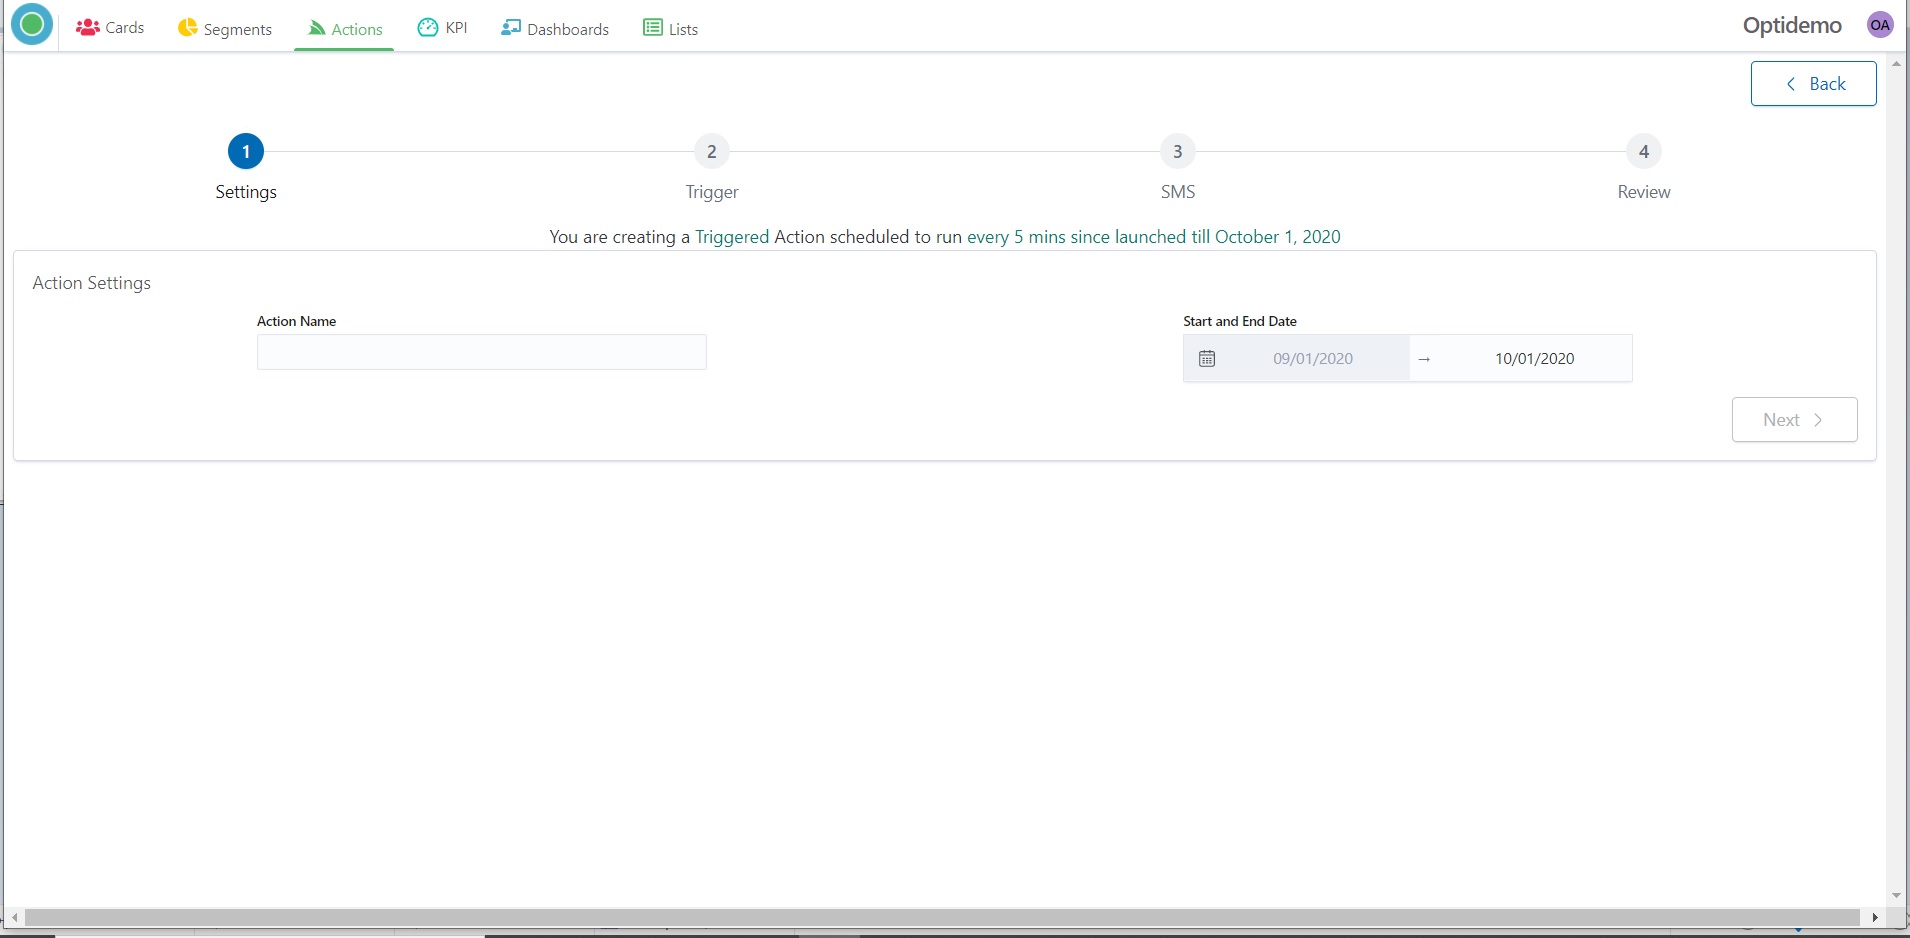 Cards Segments Actions KPI Dashboards Lists Optidemo OA
Back
1 2 3 4
Settings Trigger SMS Review
You are creating a Triggered Action scheduled to run every 5 mins since launched till October 1, 2020
Action Settings
Action Name Start and End Date
09/01/2020 → 10/01/2020
Next